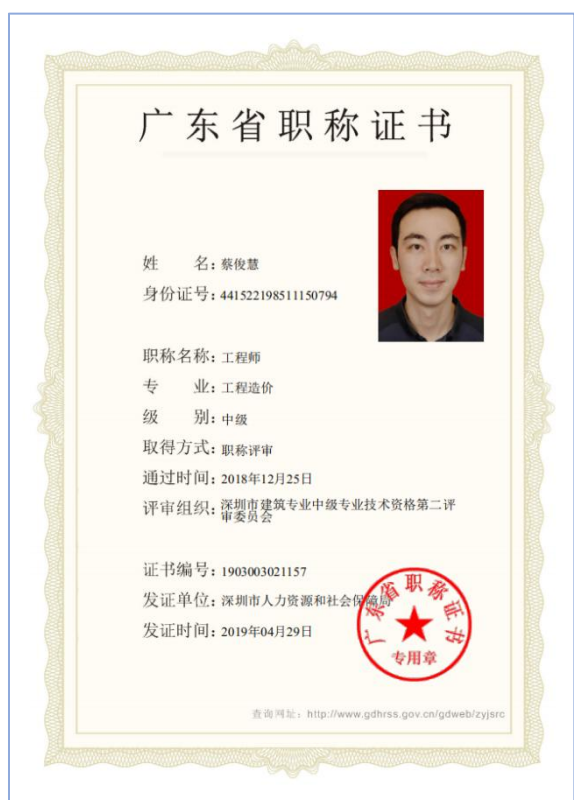 广东省职称证书
姓 名：蔡俊慧
身份证号：441522198511150794
职称名称：工程师
专 业：工程造价
级 别：中级
取得方式：职称评审
通过时间：2018年12月25日
评审组织：深圳市建筑专业中级专业技术资格第二评
审委员会
证书编号：1903003021157
发证单位：深圳市人力资源和社会保障局
发证时间：2019年04月29日
广东省职称证书
专用章
查询网址：http://www.gdhrss.gov.cn/gdweb/zyjsrc